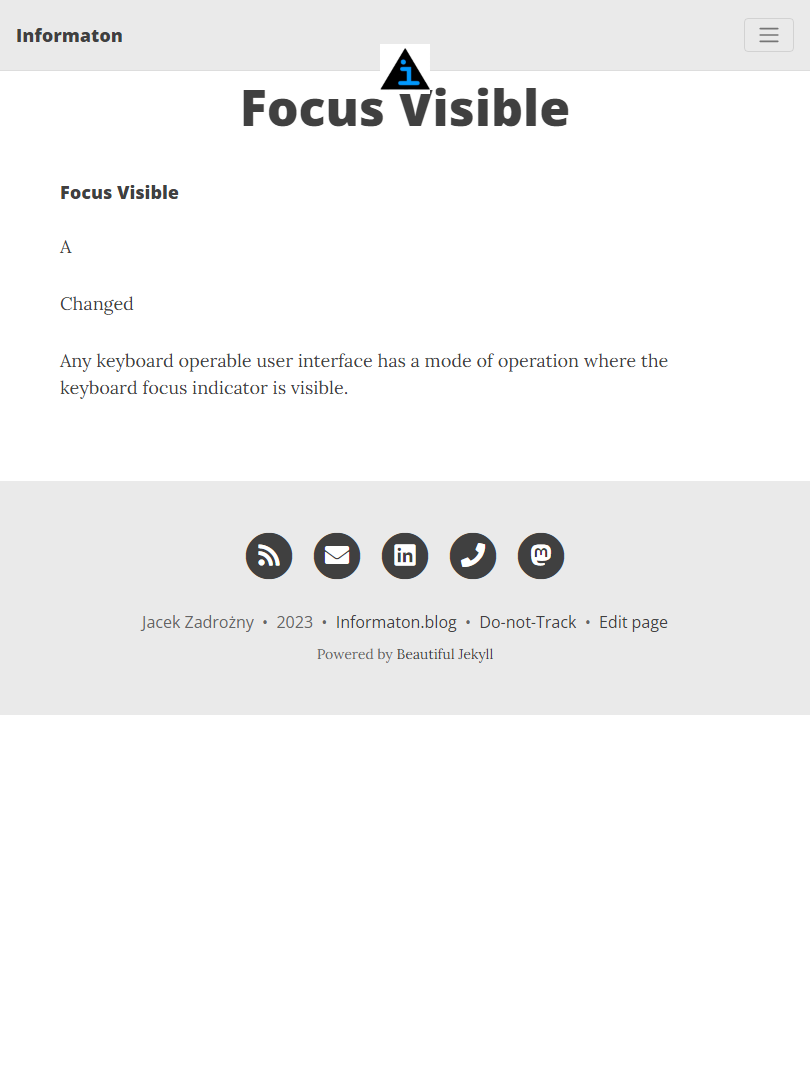 Informaton
Focus Visible
Focus Visible
A
Changed
Any keyboard operable user interface has a mode of operation where the
keyboard focus indicator is visible.
Jacek Zadrożny • 2023 • Informaton.blog • Do-not-Track • Edit page
Powered by Beautiful Jekyll